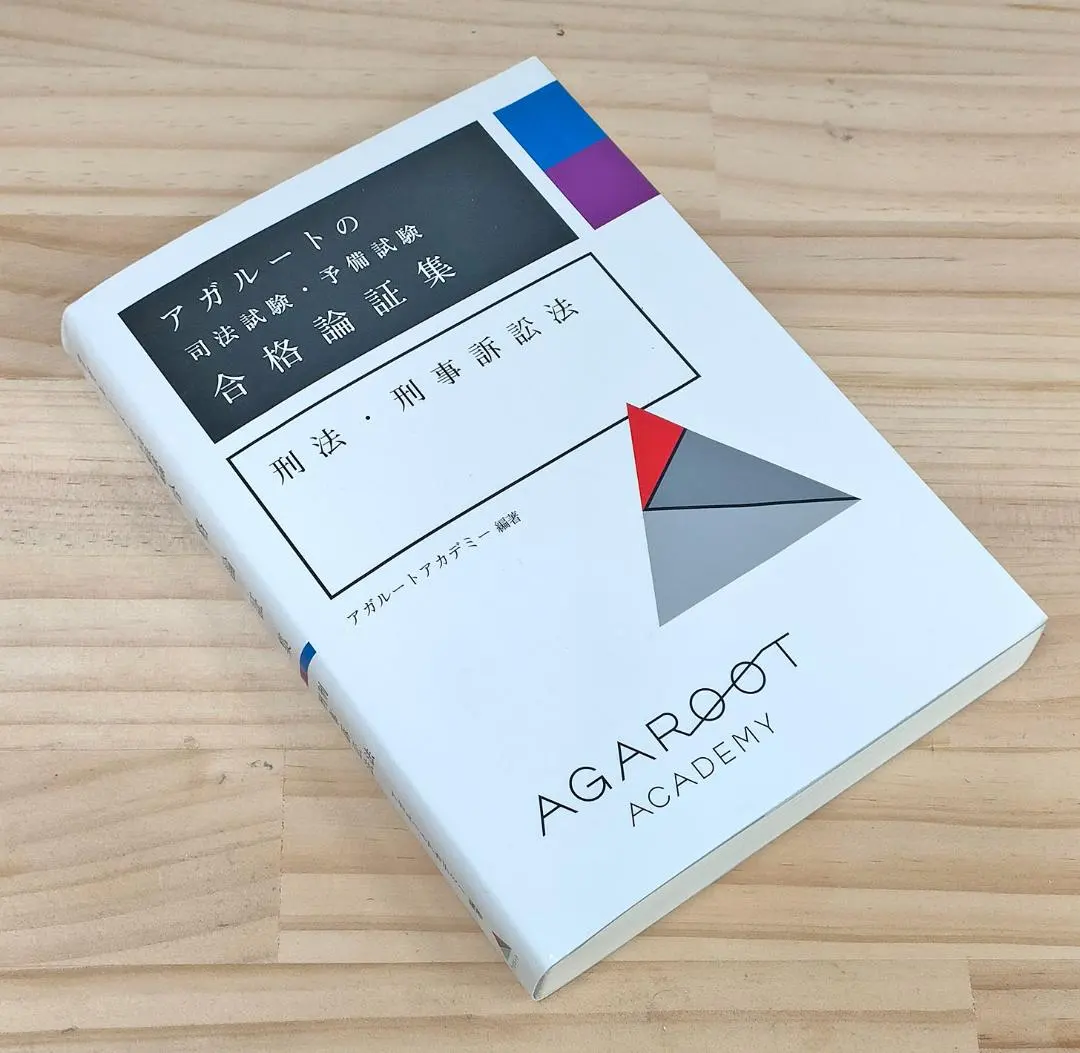 アガルートの
司法試験・予備試験
合格論証集
刑法・刑事訴訟法
アガルートアカデミー 編著
AGAROOT
ACADEMY